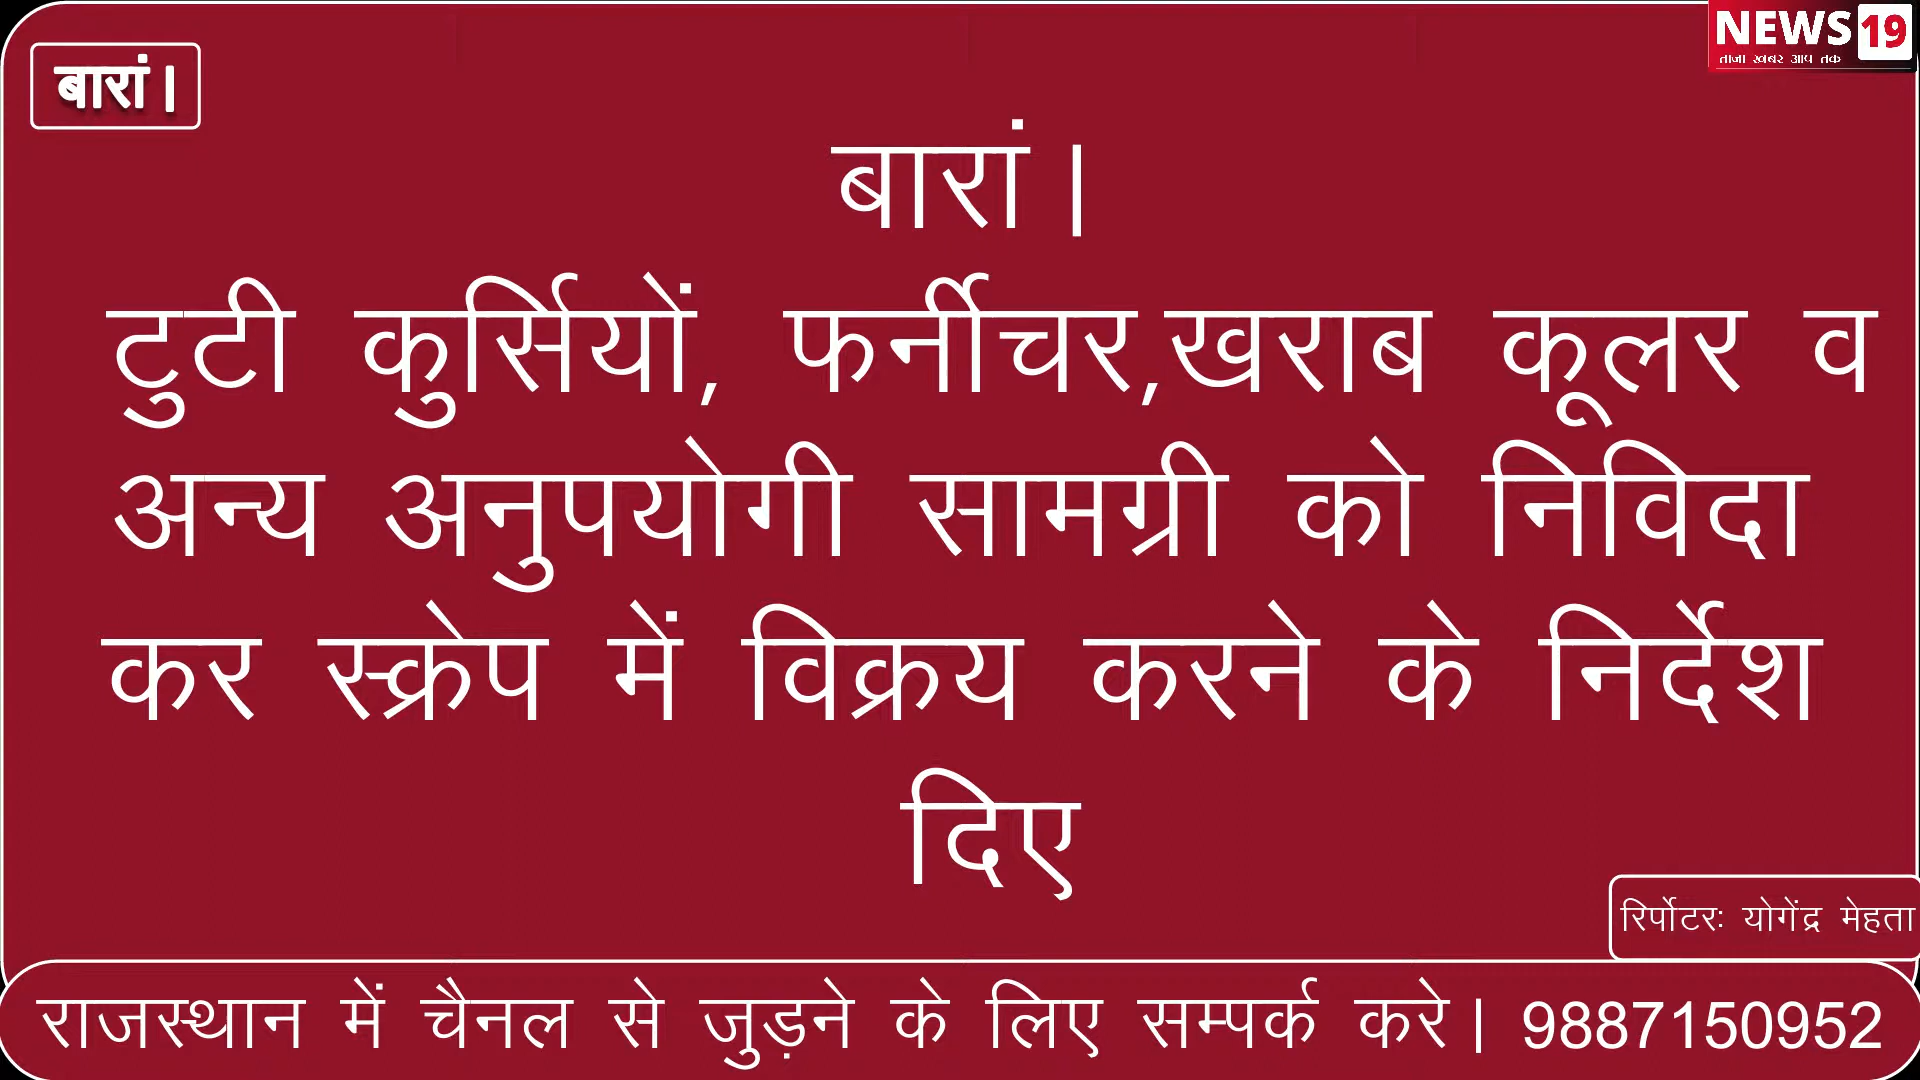 NEWS 19
ताजा खबर आप तक
बारां।
बारां।
टुटी कुर्सियों, फर्नीचर,खराब कूलर व
अन्य अनुपयोगी सामग्री को निविदा
कर स्क्रेप में विक्रय करने के निर्देश
दिए
रिर्पोटरः योगेंद्र मेहता
राजस्थान में चैनल से जुड़ने के लिए सम्पर्क करे। 9887150952